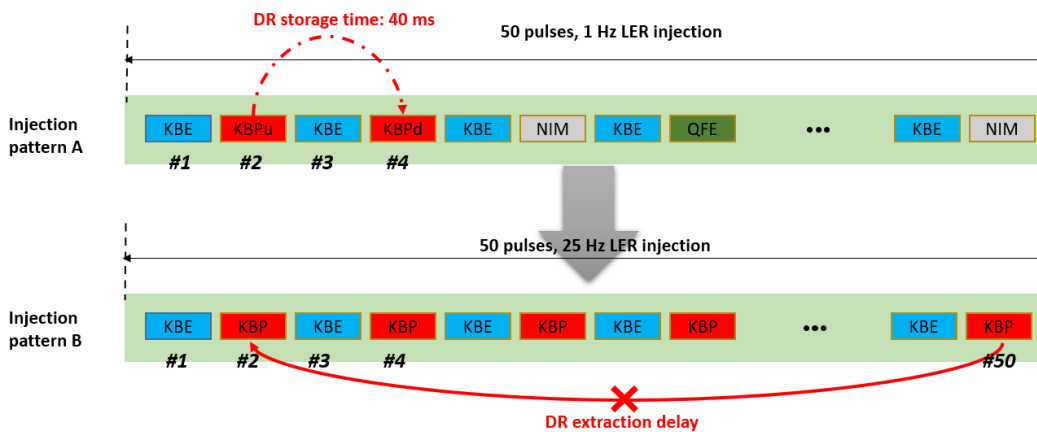 DR storage time: 40 ms
50 pulses, 1 Hz LER injection
Injection
pattern A
KBE KBPu KBE KBPd KBE NIM KBE QFE ••• KBE NIM
#1 #2 #3 #4
50 pulses, 25 Hz LER injection
Injection
pattern B
KBE KBP KBE KBP KBE KBP KBE KBP ••• KBE KBP
#1 #2 #3 #4 #50
DR extraction delay